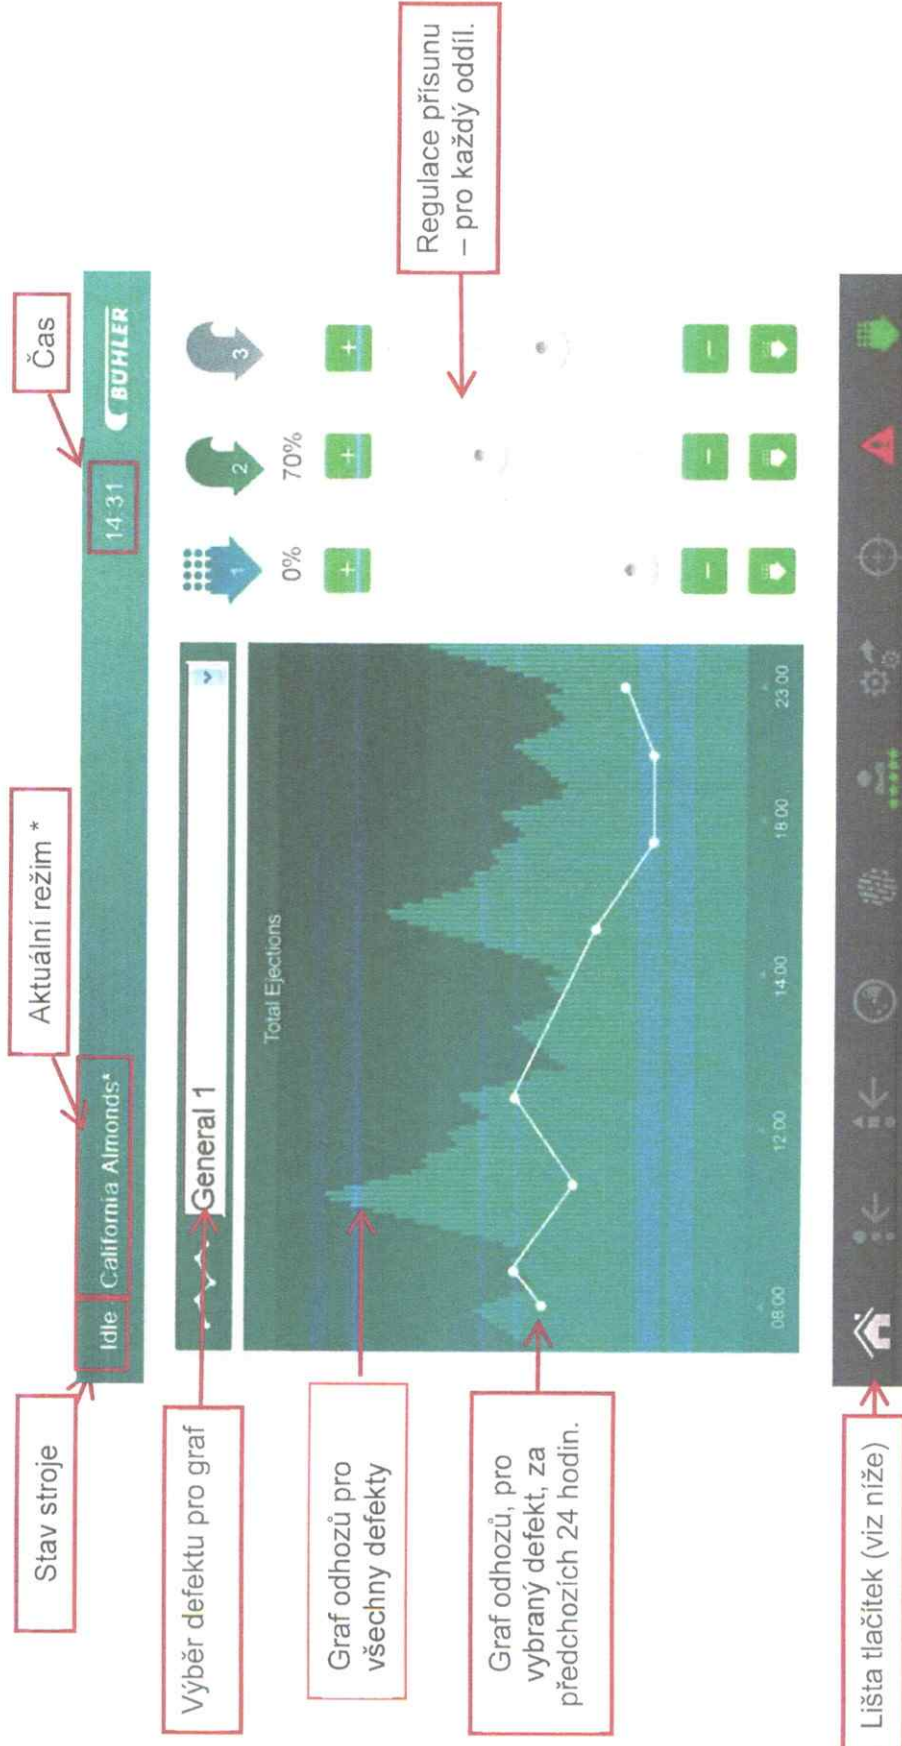 Stav stroje
Aktuální režim *
Čas
Idle
California Almonds*
14:31
BÜHLER
Výběr defektu pro graf
General 1
1
2
3
0%
70%
+
+
+
Total Ejections
Graf odhozů pro
všechny defekty
Regulace přísunu
– pro každý oddíl.
Graf odhozů, pro
vybraný defekt, za
předchozích 24 hodin.
−
−
−
08:00
12:00
14:00
18:00
23:00
Lišta tlačítek (viz níže)